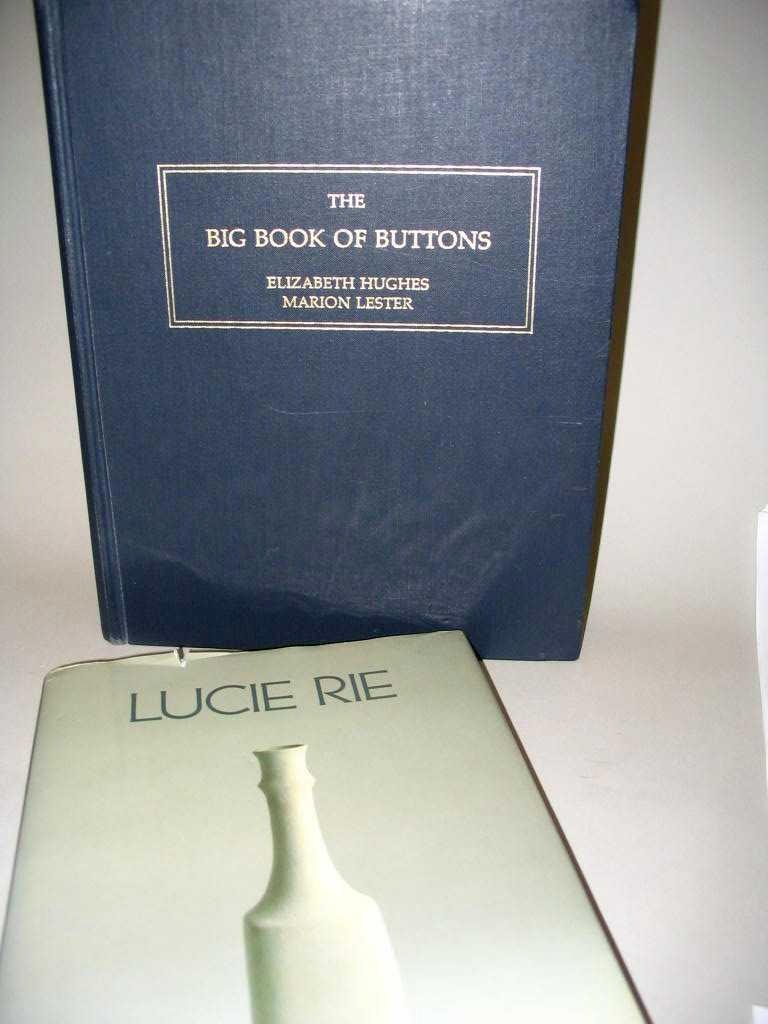 THE
BIG BOOK OF BUTTONS
ELIZABETH HUGHES
MARION LESTER
LUCIE RIE